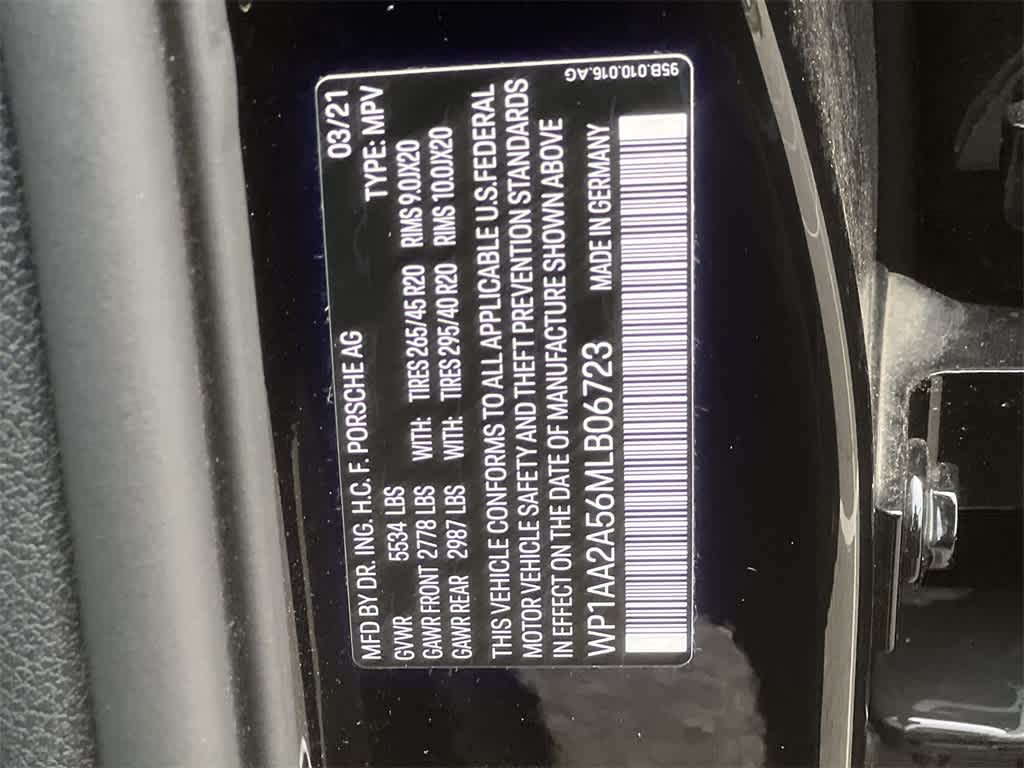 03/21
MFD BY DR. ING. H.C. F. PORSCHE AG TYPE: MPV
GVWR 5534 LBS
GAWR FRONT 2778 LBS WITH: TIRES 265/45 R20 RIMS 9.0JX20
GAWR REAR 2987 LBS WITH: TIRES 295/40 R20 RIMS 10.0JX20
THIS VEHICLE CONFORMS TO ALL APPLICABLE U.S. FEDERAL
MOTOR VEHICLE SAFETY AND THEFT PREVENTION STANDARDS
IN EFFECT ON THE DATE OF MANUFACTURE SHOWN ABOVE
WP1AA2A56MLB06723 MADE IN GERMANY
95B.010.016.AG